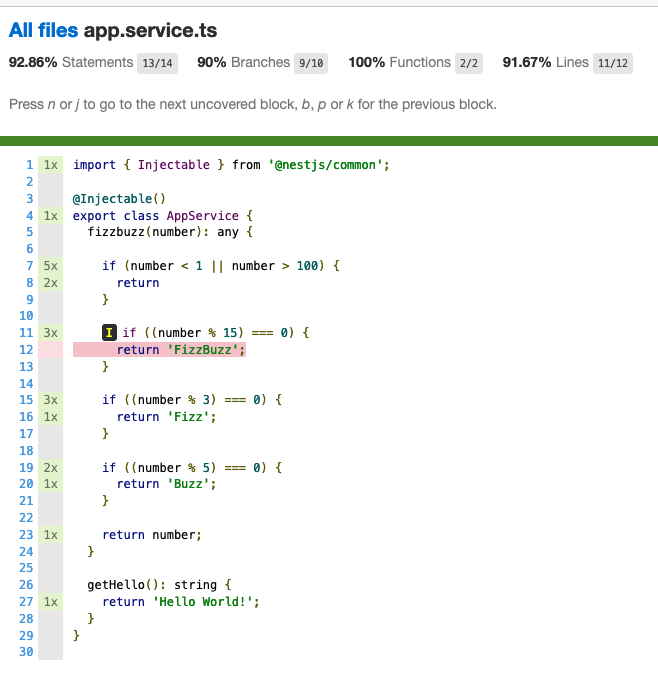 All files app.service.ts
92.86% Statements 13/14 90% Branches 9/10 100% Functions 2/2 91.67% Lines 11/12
Press n or j to go to the next uncovered block, b, p or k for the previous block.
1 1x import { Injectable } from '@nestjs/common';
2
3 @Injectable()
4 1x export class AppService {
5 fizzbuzz(number): any {
6
7 5x if (number < 1 || number > 100) {
8 2x return
9 }
10
11 3x I if ((number % 15) === 0) {
12 return 'FizzBuzz';
13 }
14
15 3x if ((number % 3) === 0) {
16 1x return 'Fizz';
17 }
18
19 2x if ((number % 5) === 0) {
20 1x return 'Buzz';
21 }
22
23 1x return number;
24 }
25
26 getHello(): string {
27 1x return 'Hello World!';
28 }
29 }
30